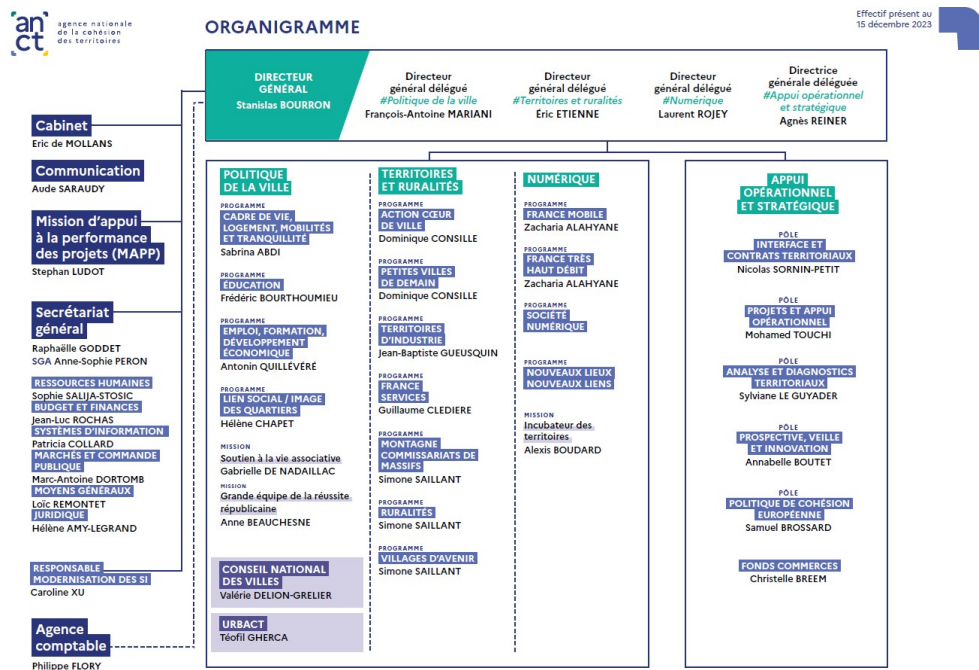 anct
agence nationale
de la cohésion
des territoires
ORGANIGRAMME
Effectif présent au
15 décembre 2023
DIRECTEUR
GÉNÉRAL
Stanislas BOURRON
Directeur
général délégué
#Politique de la ville
François-Antoine MARIANI
Directeur
général délégué
#Territoires et ruralités
Éric ETIENNE
Directeur
général délégué
#Numérique
Laurent ROJEY
Directrice
générale déléguée
#Appui opérationnel
et stratégique
Agnès REINER
Cabinet
Eric de MOLLANS
Communication
Aude SARAUDY
Mission d'appui
à la performance
des projets (MAPP)
Stephan LUDOT
Secrétariat
général
Raphaëlle GODDET
SGA Anne-Sophie PERON
RESSOURCES HUMAINES
Sophie SALIJA-STOSIC
BUDGET ET FINANCES
Jean-Luc ROCHAS
SYSTÈMES D'INFORMATION
Patricia COLLARD
MARCHÉS ET COMMANDE
PUBLIQUE
Marc-Antoine DORTOMB
MOYENS GÉNÉRAUX
Loïc REMONTET
JURIDIQUE
Hélène AMY-LEGRAND
RESPONSABLE
MODERNISATION DES SI
Caroline XU
Agence
comptable
Philippe FLORY
POLITIQUE
DE LA VILLE
PROGRAMME
CADRE DE VIE,
LOGEMENT, MOBILITÉS
ET TRANQUILLITÉ
Sabrina ABDI
PROGRAMME
ÉDUCATION
Frédéric BOURTHOUMIEU
PROGRAMME
EMPLOI, FORMATION,
DÉVELOPPEMENT
ÉCONOMIQUE
Antonin QUILLÉVÉRÉ
PROGRAMME
LIEN SOCIAL / IMAGE
DES QUARTIERS
Hélène CHAPET
MISSION
Soutien à la vie associative
Gabrielle DE NADAILLAC
MISSION
Grande équipe de la réussite
républicaine
Anne BEAUCHESNE
CONSEIL NATIONAL
DES VILLES
Valérie DELION-GRELIER
URBACT
Téofil GHERCA
TERRITOIRES
ET RURALITÉS
PROGRAMME
ACTION CŒUR
DE VILLE
Dominique CONSILLE
PROGRAMME
PETITES VILLES
DE DEMAIN
Dominique CONSILLE
PROGRAMME
TERRITOIRES
D'INDUSTRIE
Jean-Baptiste GUEUSQUIN
PROGRAMME
FRANCE
SERVICES
Guillaume CLEDIERE
PROGRAMME
MONTAGNE
COMMISSARIATS DE
MASSIFS
Simone SAILLANT
PROGRAMME
RURALITÉS
Simone SAILLANT
PROGRAMME
VILLAGES D'AVENIR
Simone SAILLANT
NUMÉRIQUE
PROGRAMME
FRANCE MOBILE
Zacharia ALAHYANE
PROGRAMME
FRANCE TRÈS
HAUT DÉBIT
Zacharia ALAHYANE
PROGRAMME
SOCIÉTÉ
NUMÉRIQUE
PROGRAMME
NOUVEAUX LIEUX
NOUVEAUX LIENS
MISSION
Incubateur des
territoires
Alexis BOUDARD
APPUI
OPÉRATIONNEL
ET STRATÉGIQUE
PÔLE
INTERFACE ET
CONTRATS TERRITORIAUX
Nicolas SORNIN-PETIT
PÔLE
PROJETS ET APPUI
OPÉRATIONNEL
Mohamed TOUCHI
PÔLE
ANALYSE ET DIAGNOSTICS
TERRITORIAUX
Sylviane LE GUYADER
PÔLE
PROSPECTIVE, VEILLE
ET INNOVATION
Annabelle BOUTET
PÔLE
POLITIQUE DE COHÉSION
EUROPÉENNE
Samuel BROSSARD
FONDS COMMERCES
Christelle BREEM